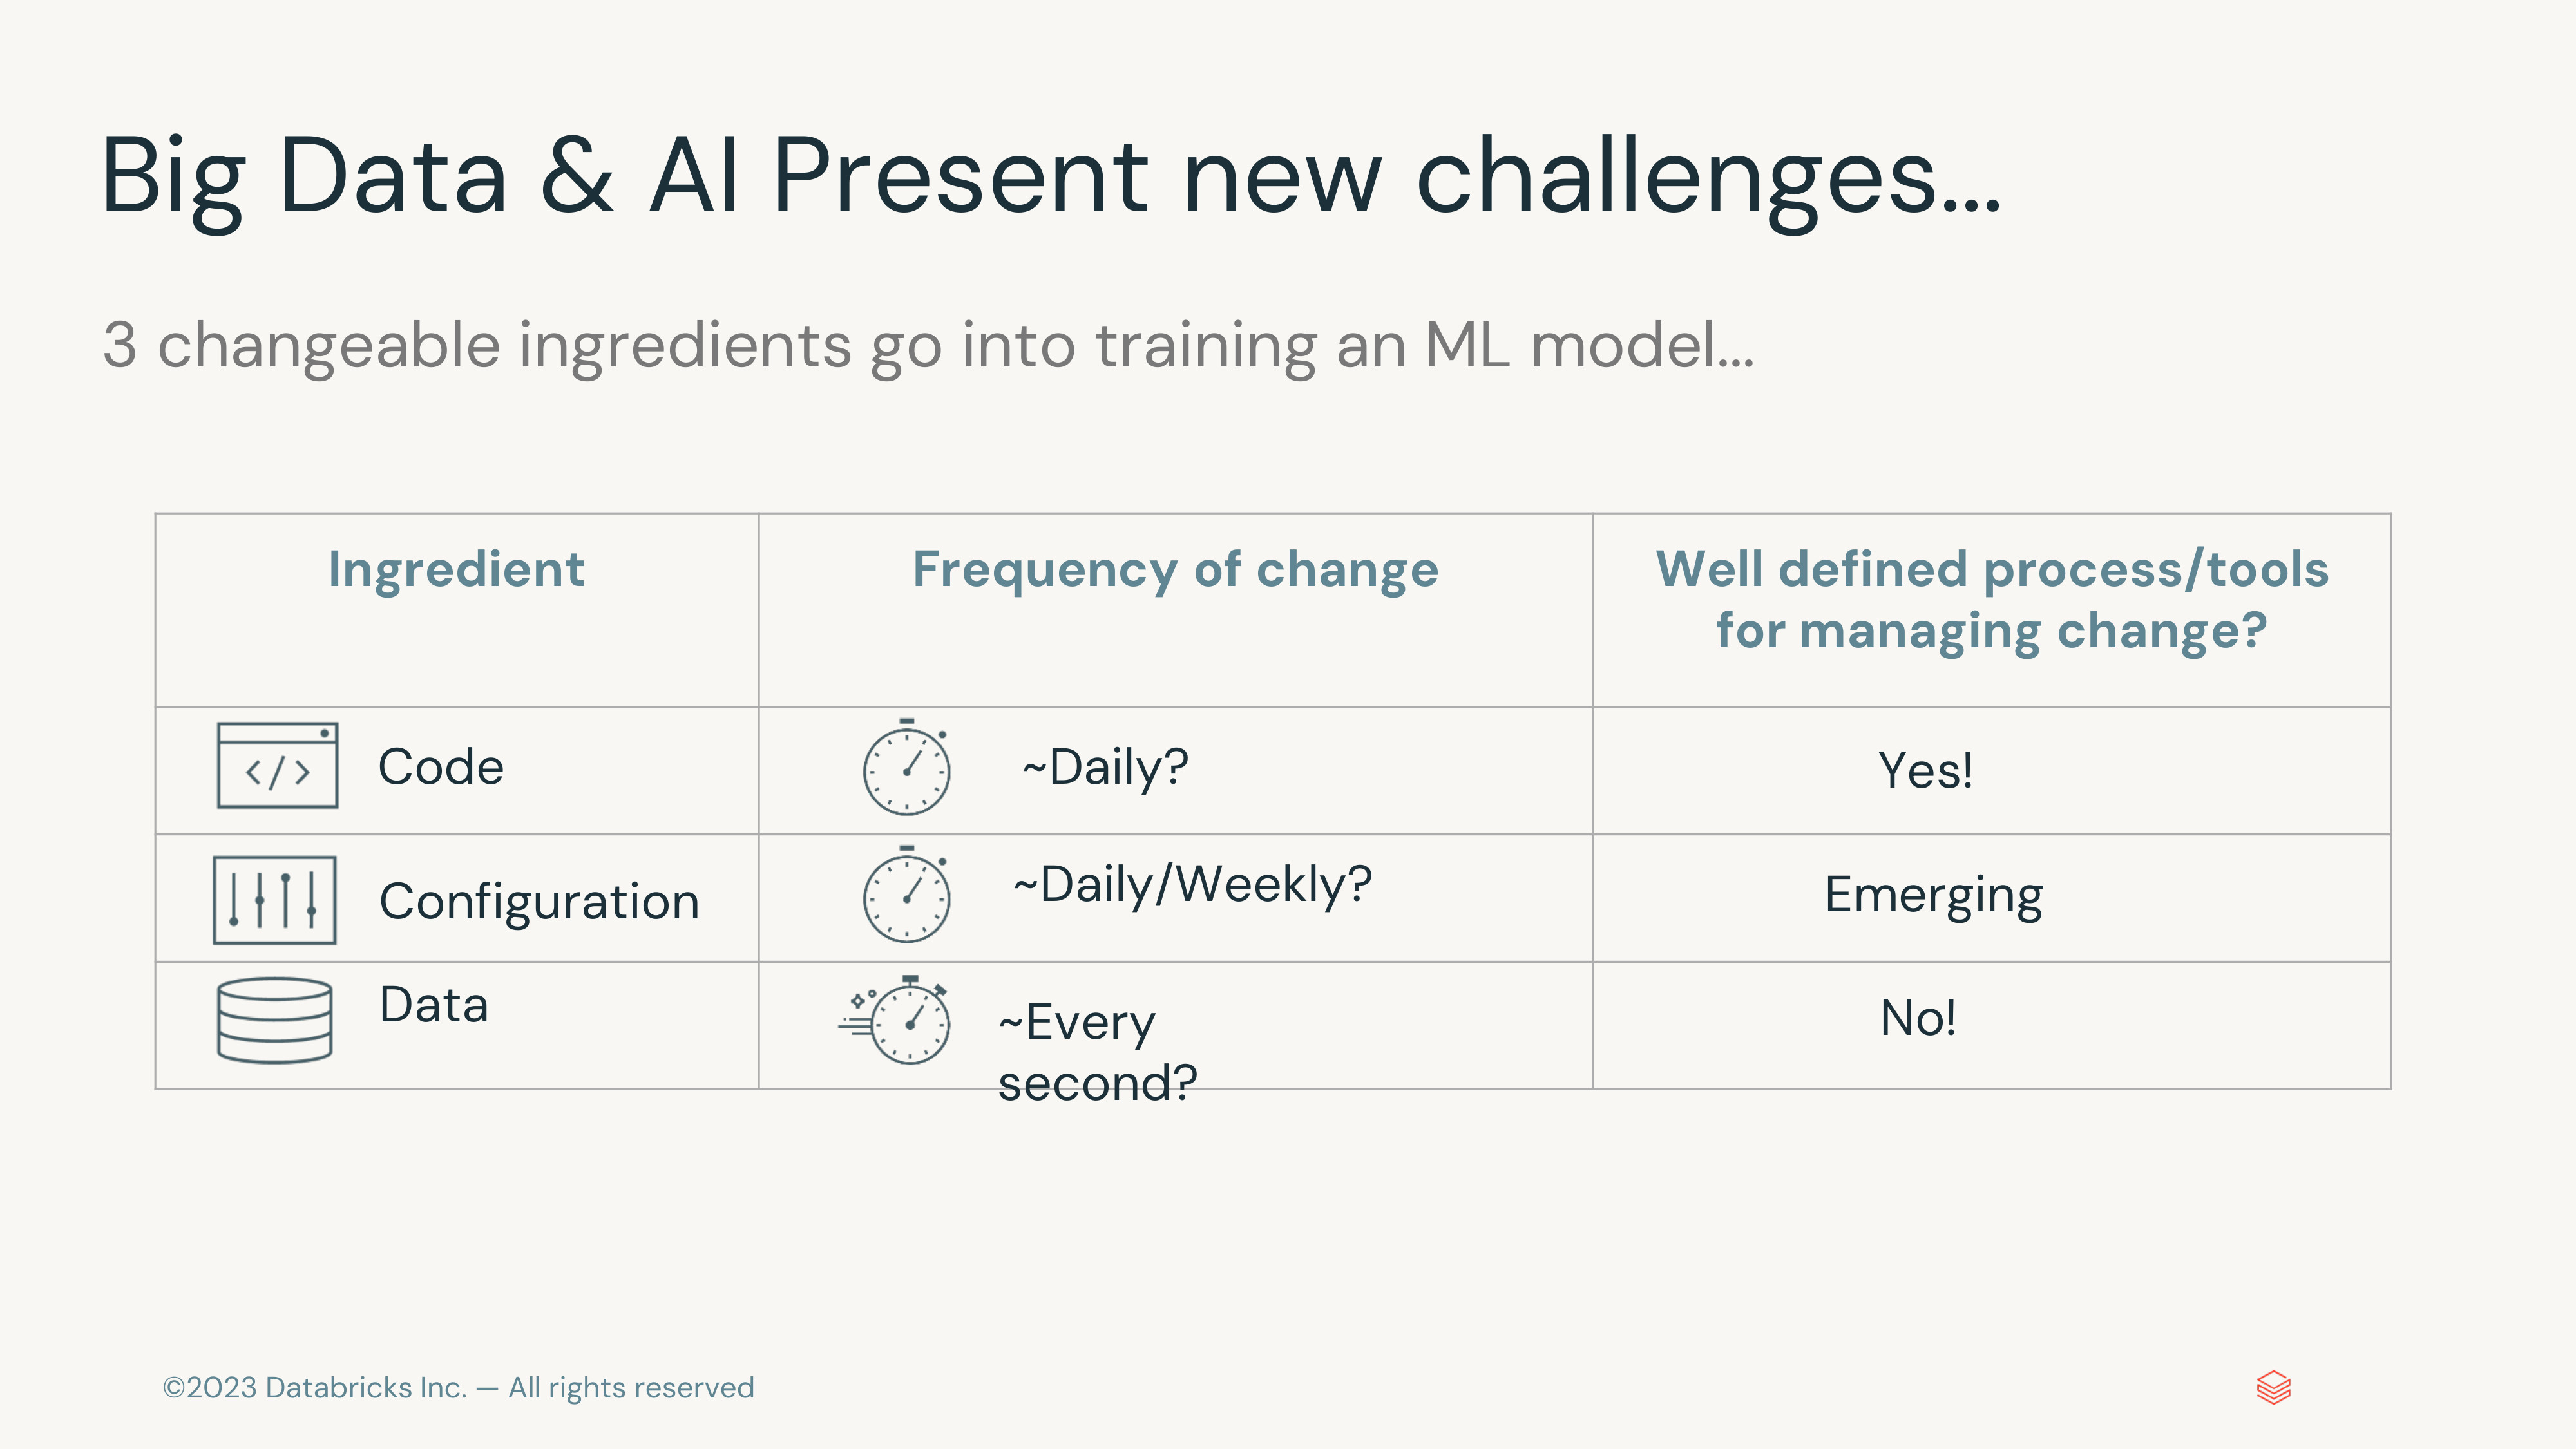 Big Data & AI Present new challenges...
3 changeable ingredients go into training an ML model...
Ingredient
Frequency of change
Well defined process/tools
for managing change?
</>
Code
~Daily?
Yes!
Configuration
~Daily/Weekly?
Emerging
Data
~Every
second?
No!
©2023 Databricks Inc. — All rights reserved